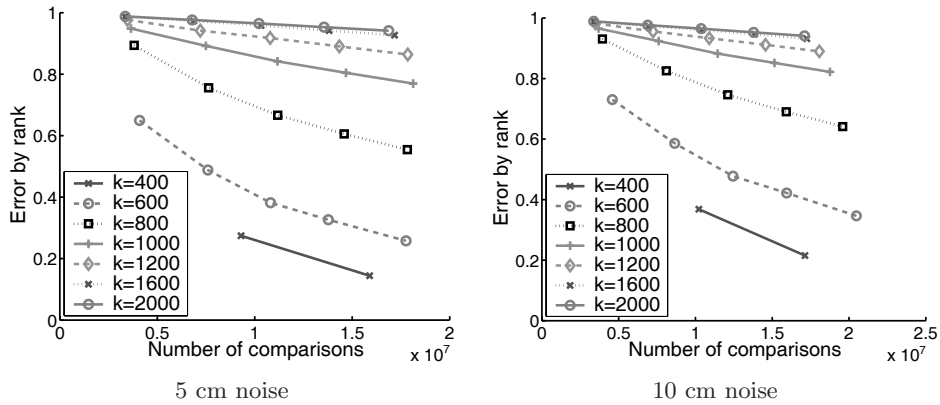 1
0.8
0.6
0.4
0.2
0
Error by rank
k=400
k=600
k=800
k=1000
k=1200
k=1600
k=2000
0 0.5 1 1.5 2
Number of comparisons
x 10^7
5 cm noise
1
0.8
0.6
0.4
0.2
0
Error by rank
k=400
k=600
k=800
k=1000
k=1200
k=1600
k=2000
0 0.5 1 1.5 2 2.5
Number of comparisons
x 10^7
10 cm noise